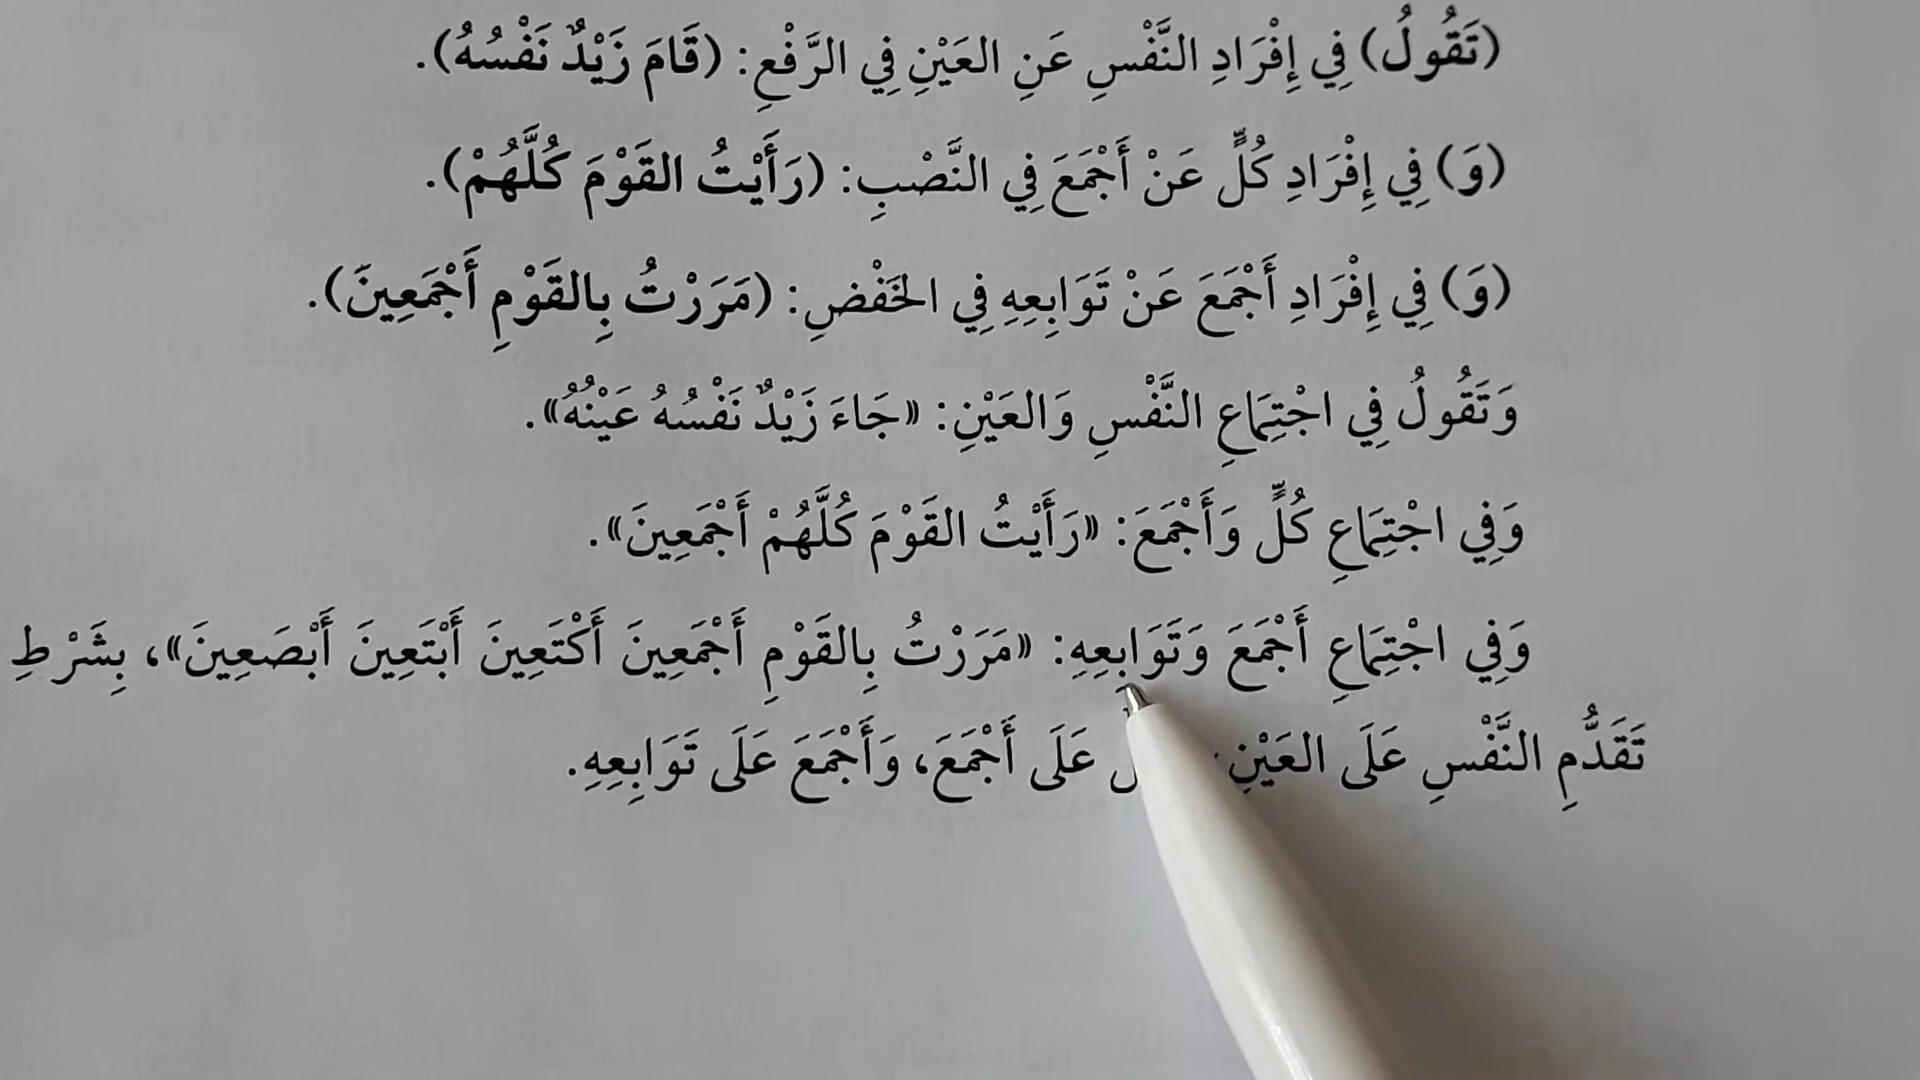 (تَقُولُ) فِي إِفْرَادِ النَّفْسِ عَنِ العَيْنِ فِي الرَّفْعِ: (قَامَ زَيْدٌ نَفْسُهُ).
(وَ) فِي إِفْرَادِ كُلٍّ عَنْ أَجْمَعَ فِي النَّصْبِ: (رَأَيْتُ القَوْمَ كُلَّهُمْ).
(وَ) فِي إِفْرَادِ أَجْمَعَ عَنْ تَوَابِعِهِ فِي الخَفْضِ: (مَرَرْتُ بِالقَوْمِ أَجْمَعِينَ).
وَتَقُولُ فِي اجْتِمَاعِ النَّفْسِ وَالعَيْنِ: «جَاءَ زَيْدٌ نَفْسُهُ عَيْنُهُ».
وَفِي اجْتِمَاعِ كُلٍّ وَأَجْمَعَ: «رَأَيْتُ القَوْمَ كُلَّهُمْ أَجْمَعِينَ».
وَفِي اجْتِمَاعِ أَجْمَعَ وَتَوَابِعِهِ: «مَرَرْتُ بِالقَوْمِ أَجْمَعِينَ أَكْتَعِينَ أَبْتَعِينَ أَبْصَعِينَ»، بِشَرْطِ
تَقَدُّمِ النَّفْسِ عَلَى العَيْنِ عَلَى أَجْمَعَ، وَأَجْمَعَ عَلَى تَوَابِعِهِ.